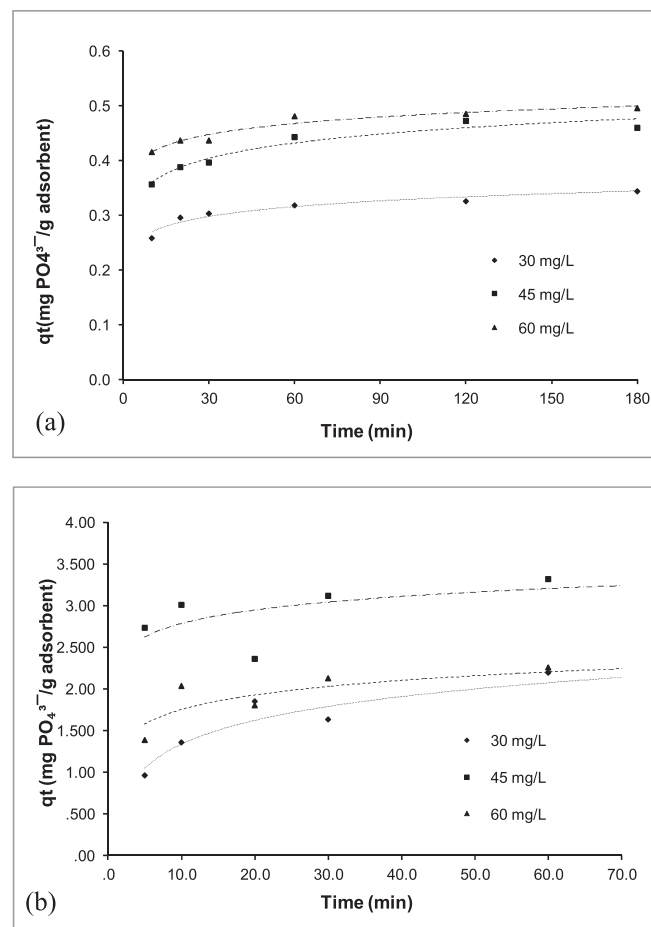 0.6
0.5
0.4
0.3
0.2
0.1
0.0
0 30 60 90 120 150 180
qt(mg PO4³¯/g adsorbent)
Time (min)
30 mg/L
45 mg/L
60 mg/L
(a)
4.00
3.500
3.00
2.500
2.00
1.500
1.00
.500
.00
.0 10.0 20.0 30.0 40.0 50.0 60.0 70.0
qt (mg PO₄³¯/g adsorbent)
Time (min)
30 mg/L
45 mg/L
60 mg/L
(b)